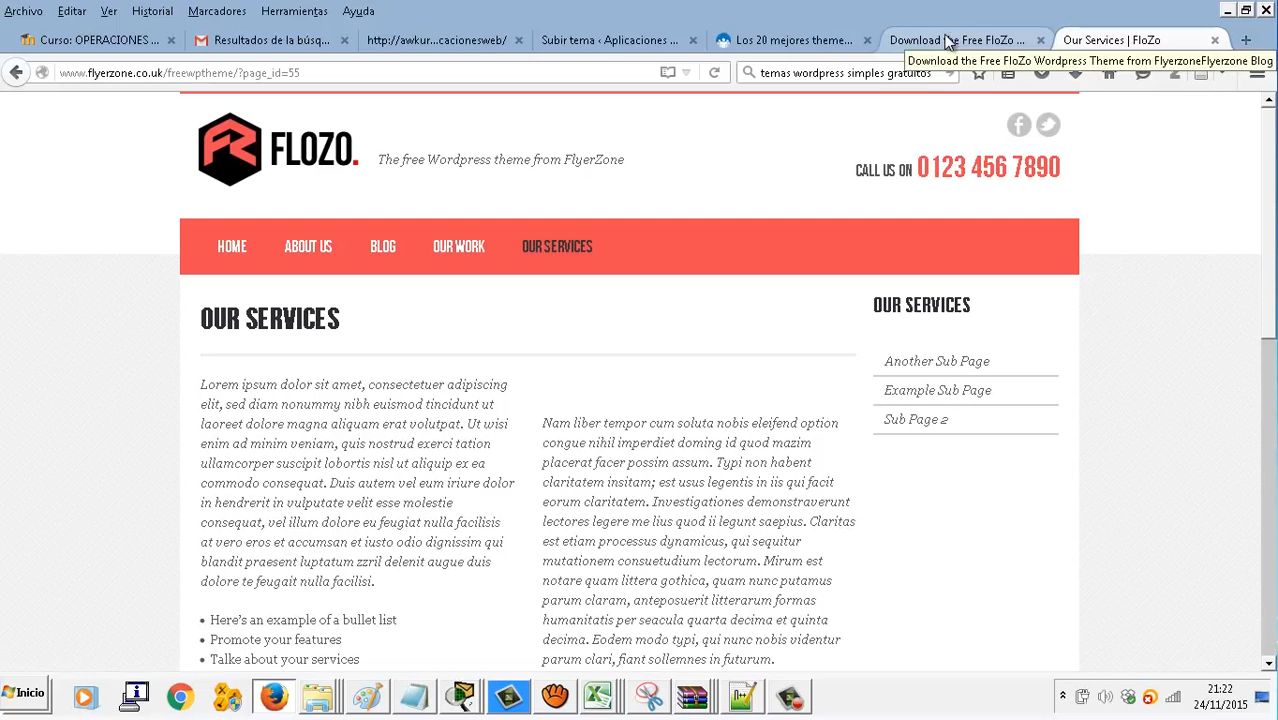 Archivo Editar Ver Historial Marcadores Herramientas Ayuda
Curso: OPERACIONES ... Resultados de la búsq... http://awkur...cacionesweb/ Subir tema ‹ Aplicaciones ... Los 20 mejores theme... Download the Free FloZo ... Our Services | FloZo
Download the Free FloZo Wordpress Theme from FlyerzoneFlyerzone Blog
www.flyerzone.co.uk/freewptheme/?page_id=55 temas wordpress simples gratuitos
FLOZO. The free Wordpress theme from FlyerZone
CALL US ON 0123 456 7890
HOME ABOUT US BLOG OUR WORK OUR SERVICES
OUR SERVICES
Lorem ipsum dolor sit amet, consectetuer adipiscing
elit, sed diam nonummy nibh euismod tincidunt ut
laoreet dolore magna aliquam erat volutpat. Ut wisi
enim ad minim veniam, quis nostrud exerci tation
ullamcorper suscipit lobortis nisl ut aliquip ex ea
commodo consequat. Duis autem vel eum iriure dolor
in hendrerit in vulputate velit esse molestie
consequat, vel illum dolore eu feugiat nulla facilisis
at vero eros et accumsan et iusto odio dignissim qui
blandit praesent luptatum zzril delenit augue duis
dolore te feugait nulla facilisi.
• Here's an example of a bullet list
• Promote your features
• Talke about your services
Nam liber tempor cum soluta nobis eleifend option
congue nihil imperdiet doming id quod mazim
placerat facer possim assum. Typi non habent
claritatem insitam; est usus legentis in iis qui facit
eorum claritatem. Investigationes demonstraverunt
lectores legere me lius quod ii legunt saepius. Claritas
est etiam processus dynamicus, qui sequitur
mutationem consuetudium lectorum. Mirum est
notare quam littera gothica, quam nunc putamus
parum claram, anteposuerit litterarum formas
humanitatis per seacula quarta decima et quinta
decima. Eodem modo typi, qui nunc nobis videntur
parum clari, fiant sollemnes in futurum.
OUR SERVICES
Another Sub Page
Example Sub Page
Sub Page 2
Inicio
21:22
24/11/2015